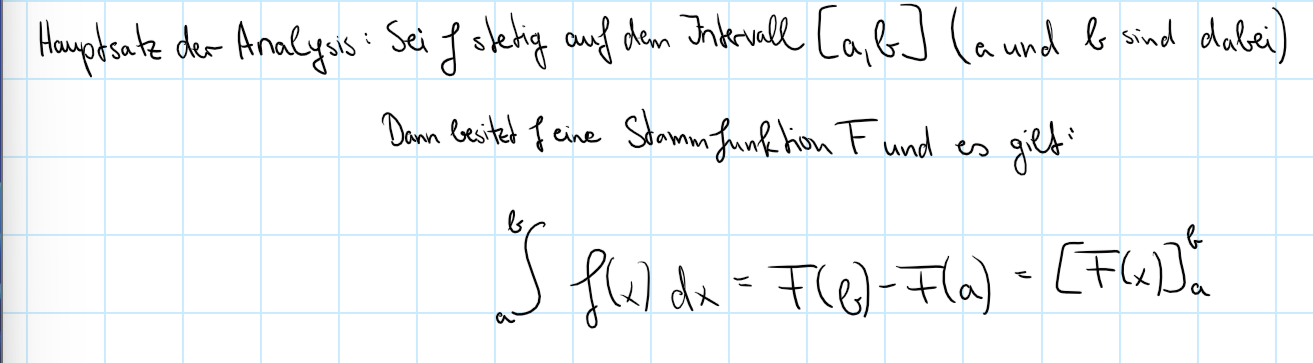 Hauptsatz der Analysis: Sei f stetig auf dem Intervall [a,b] (a und b sind dabei)
Dann besitzt f eine Stammfunktion F und es gilt:
∫_a^b f(x) dx = F(b)-F(a) = [F(x)]_a^b